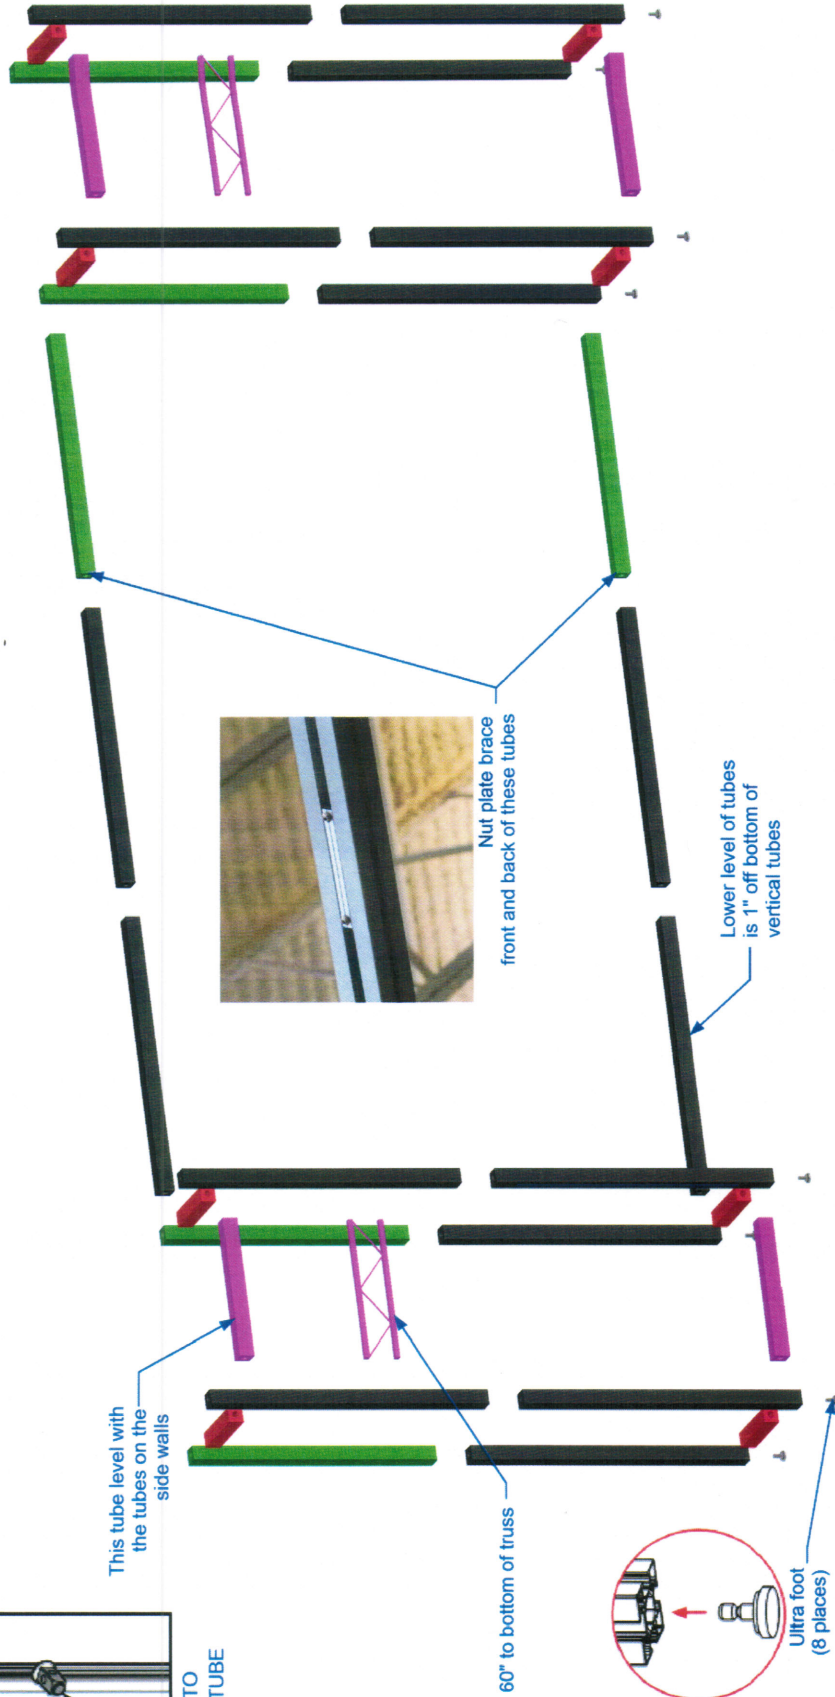 This tube level with
the tubes on the
side walls
TO
TUBE
60" to bottom of truss
Nut plate brace
front and back of these tubes
Lower level of tubes
is 1" off bottom of
vertical tubes
Ultra foot
(8 places)